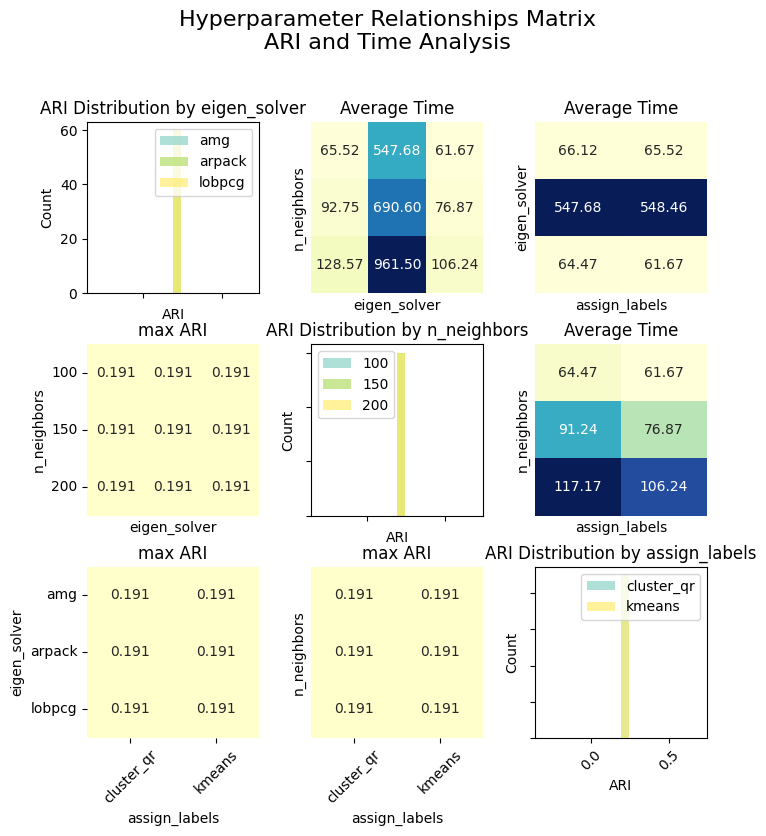 Hyperparameter Relationships Matrix
ARI and Time Analysis
ARI Distribution by eigen_solver
60
40
20
0
Count
amg
arpack
lobpcg
ARI
Average Time
n_neighbors
65.52 547.68 61.67
92.75 690.60 76.87
128.57 961.50 106.24
eigen_solver
Average Time
eigen_solver
66.12 65.52
547.68 548.46
64.47 61.67
assign_labels
max ARI
n_neighbors
100 0.191 0.191 0.191
150 0.191 0.191 0.191
200 0.191 0.191 0.191
eigen_solver
ARI Distribution by n_neighbors
Count
100
150
200
ARI
Average Time
n_neighbors
64.47 61.67
91.24 76.87
117.17 106.24
assign_labels
max ARI
eigen_solver
amg 0.191 0.191
arpack 0.191 0.191
lobpcg 0.191 0.191
cluster_qr kmeans
assign_labels
max ARI
n_neighbors
0.191 0.191
0.191 0.191
0.191 0.191
cluster_qr kmeans
assign_labels
ARI Distribution by assign_labels
Count
cluster_qr
kmeans
0.0 0.5
ARI